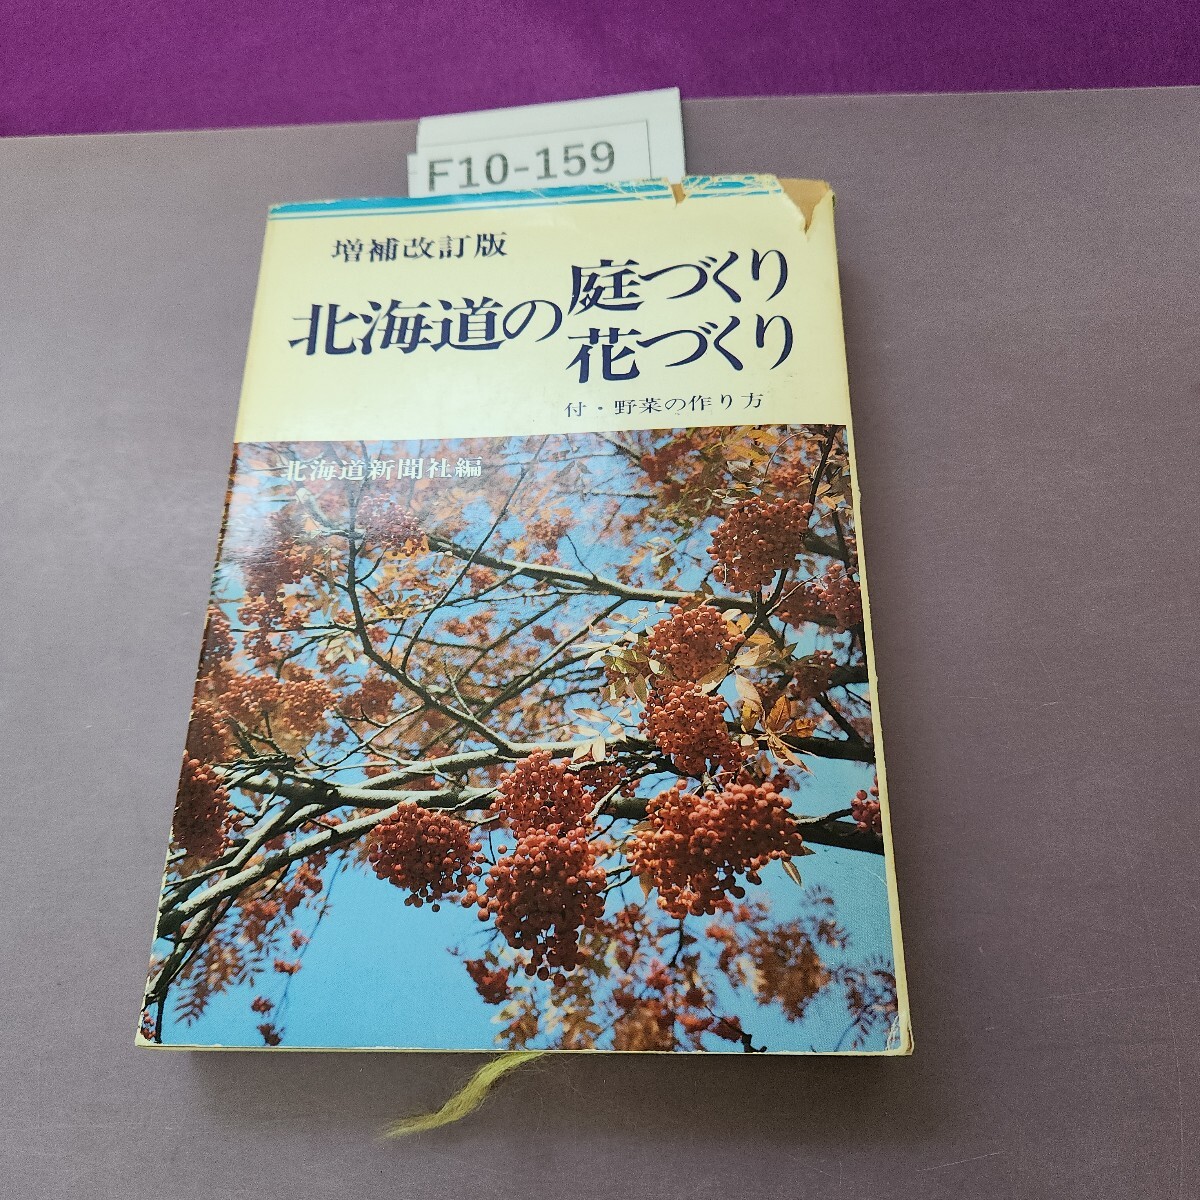 F10-159
増補改訂版
北海道の庭づくり
花づくり
付・野菜の作り方
北海道新聞社編